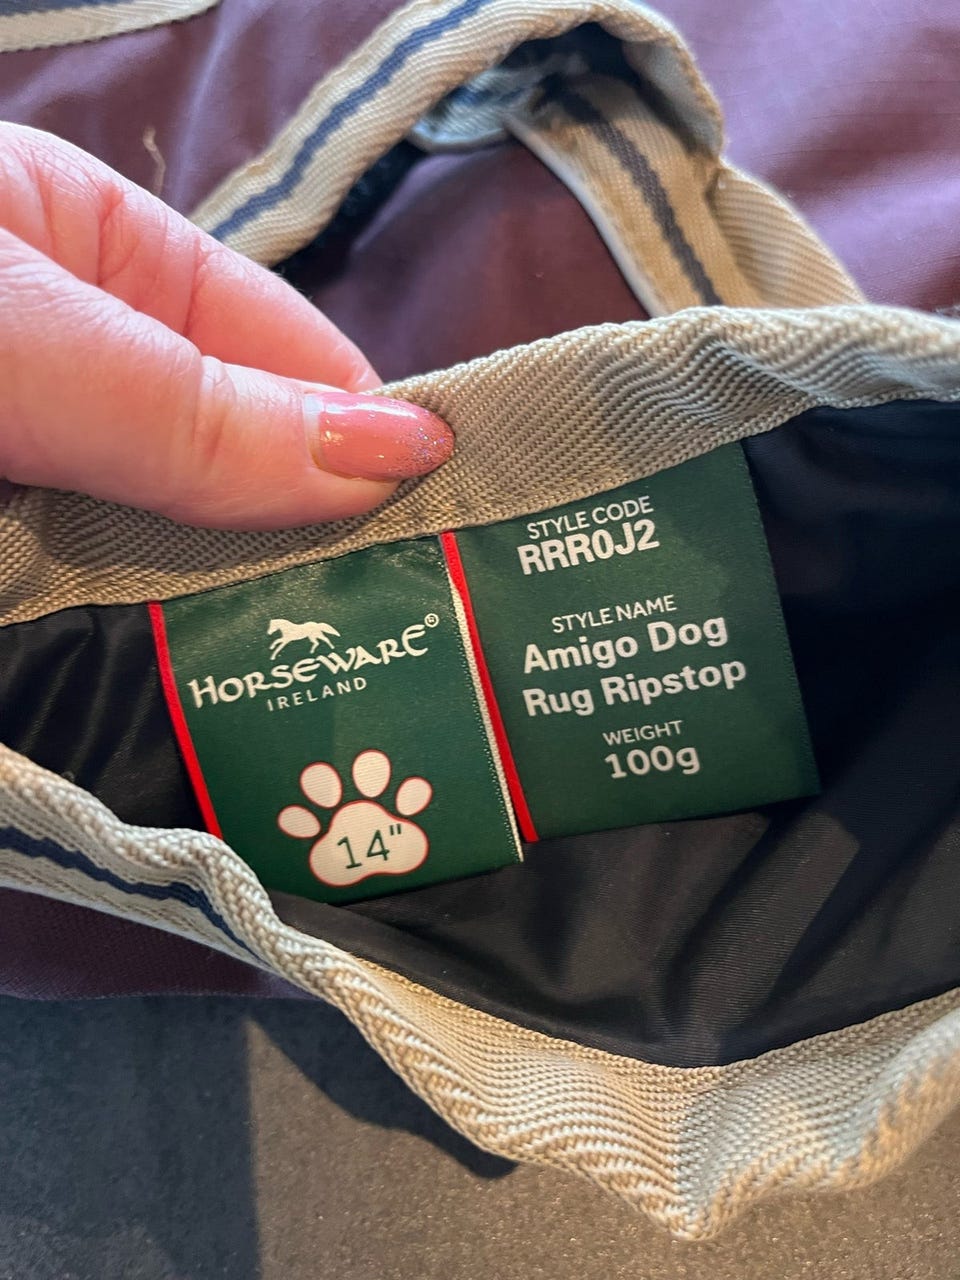 HORSEWARE®
IRELAND
14"
STYLE CODE
RRR0J2
STYLE NAME
Amigo Dog
Rug Ripstop
WEIGHT
100g